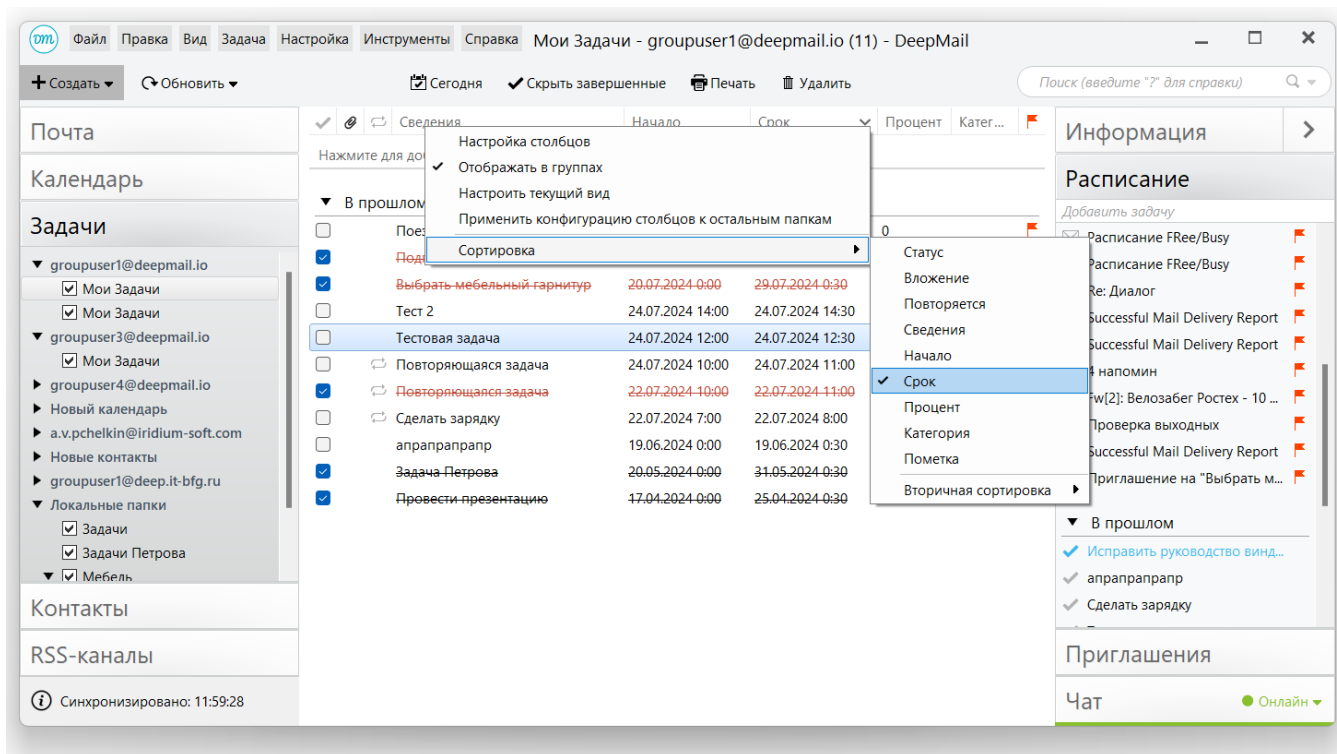 dm Файл Правка Вид Задача Настройка Инструменты Справка Мои Задачи - groupuser1@deepmail.io (11) - DeepMail
Создать Обновить Сегодня Скрыть завершенные Печать Удалить Поиск (введите "?" для справки)
Почта
Календарь
Задачи
groupuser1@deepmail.io
Мои Задачи
Мои Задачи
groupuser3@deepmail.io
Мои Задачи
groupuser4@deepmail.io
Новый календарь
a.v.pchelkin@iridium-soft.com
Новые контакты
groupuser1@deep.it-bfg.ru
Локальные папки
Задачи
Задачи Петрова
Мебель
Контакты
RSS-каналы
Синхронизировано: 11:59:28
Сведения Начало Срок Процент Катег...
Нажмите для до
В прошлом
Пое 0
Под
Выбрать мебельный гарнитур 20.07.2024 0:00 29.07.2024 0:30
Тест 2 24.07.2024 14:00 24.07.2024 14:30
Тестовая задача 24.07.2024 12:00 24.07.2024 12:30
Повторяющаяся задача 24.07.2024 10:00 24.07.2024 11:00
Повторяющаяся задача 22.07.2024 10:00 22.07.2024 11:00
Сделать зарядку 22.07.2024 7:00 22.07.2024 8:00
апрапрапрапр 19.06.2024 0:00 19.06.2024 0:30
Задача Петрова 20.05.2024 0:00 31.05.2024 0:30
Провести презентацию 17.04.2024 0:00 25.04.2024 0:30
Настройка столбцов
Отображать в группах
Настроить текущий вид
Применить конфигурацию столбцов к остальным папкам
Сортировка
Статус
Вложение
Повторяется
Сведения
Начало
Срок
Процент
Категория
Пометка
Вторичная сортировка
Информация
Расписание
Добавить задачу
Расписание FRee/Busy
Расписание FRee/Busy
Re: Диалог
Successful Mail Delivery Report
Successful Mail Delivery Report
4 напомин
Fw[2]: Велозабег Ростех - 10 ...
Проверка выходных
Successful Mail Delivery Report
Приглашение на "Выбрать м...
В прошлом
Исправить руководство винд...
апрапрапрапр
Сделать зарядку
Приглашения
Чат Онлайн